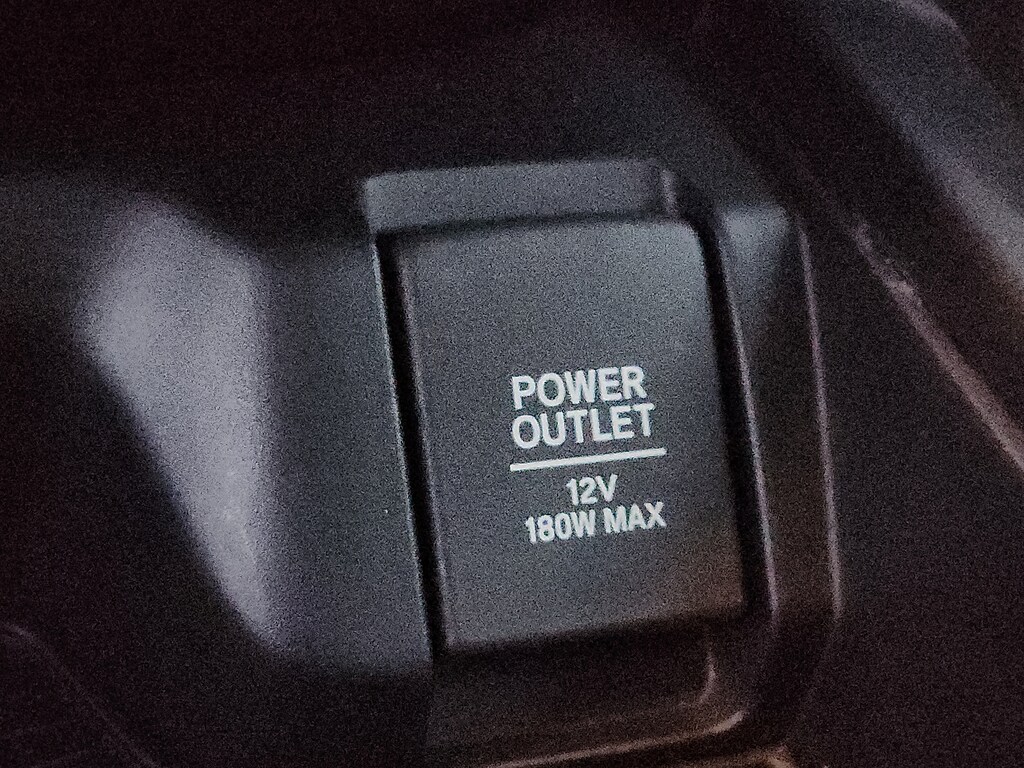 POWER
OUTLET
12V
180W MAX